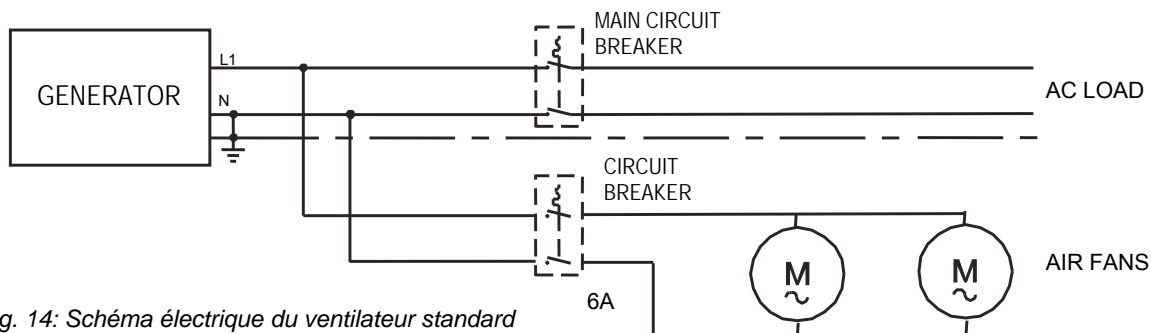 MAIN CIRCUIT
BREAKER
L1
GENERATOR
N
AC LOAD
CIRCUIT
BREAKER
M
M
AIR FANS
6A
g. 14: Schéma électrique du ventilateur standard